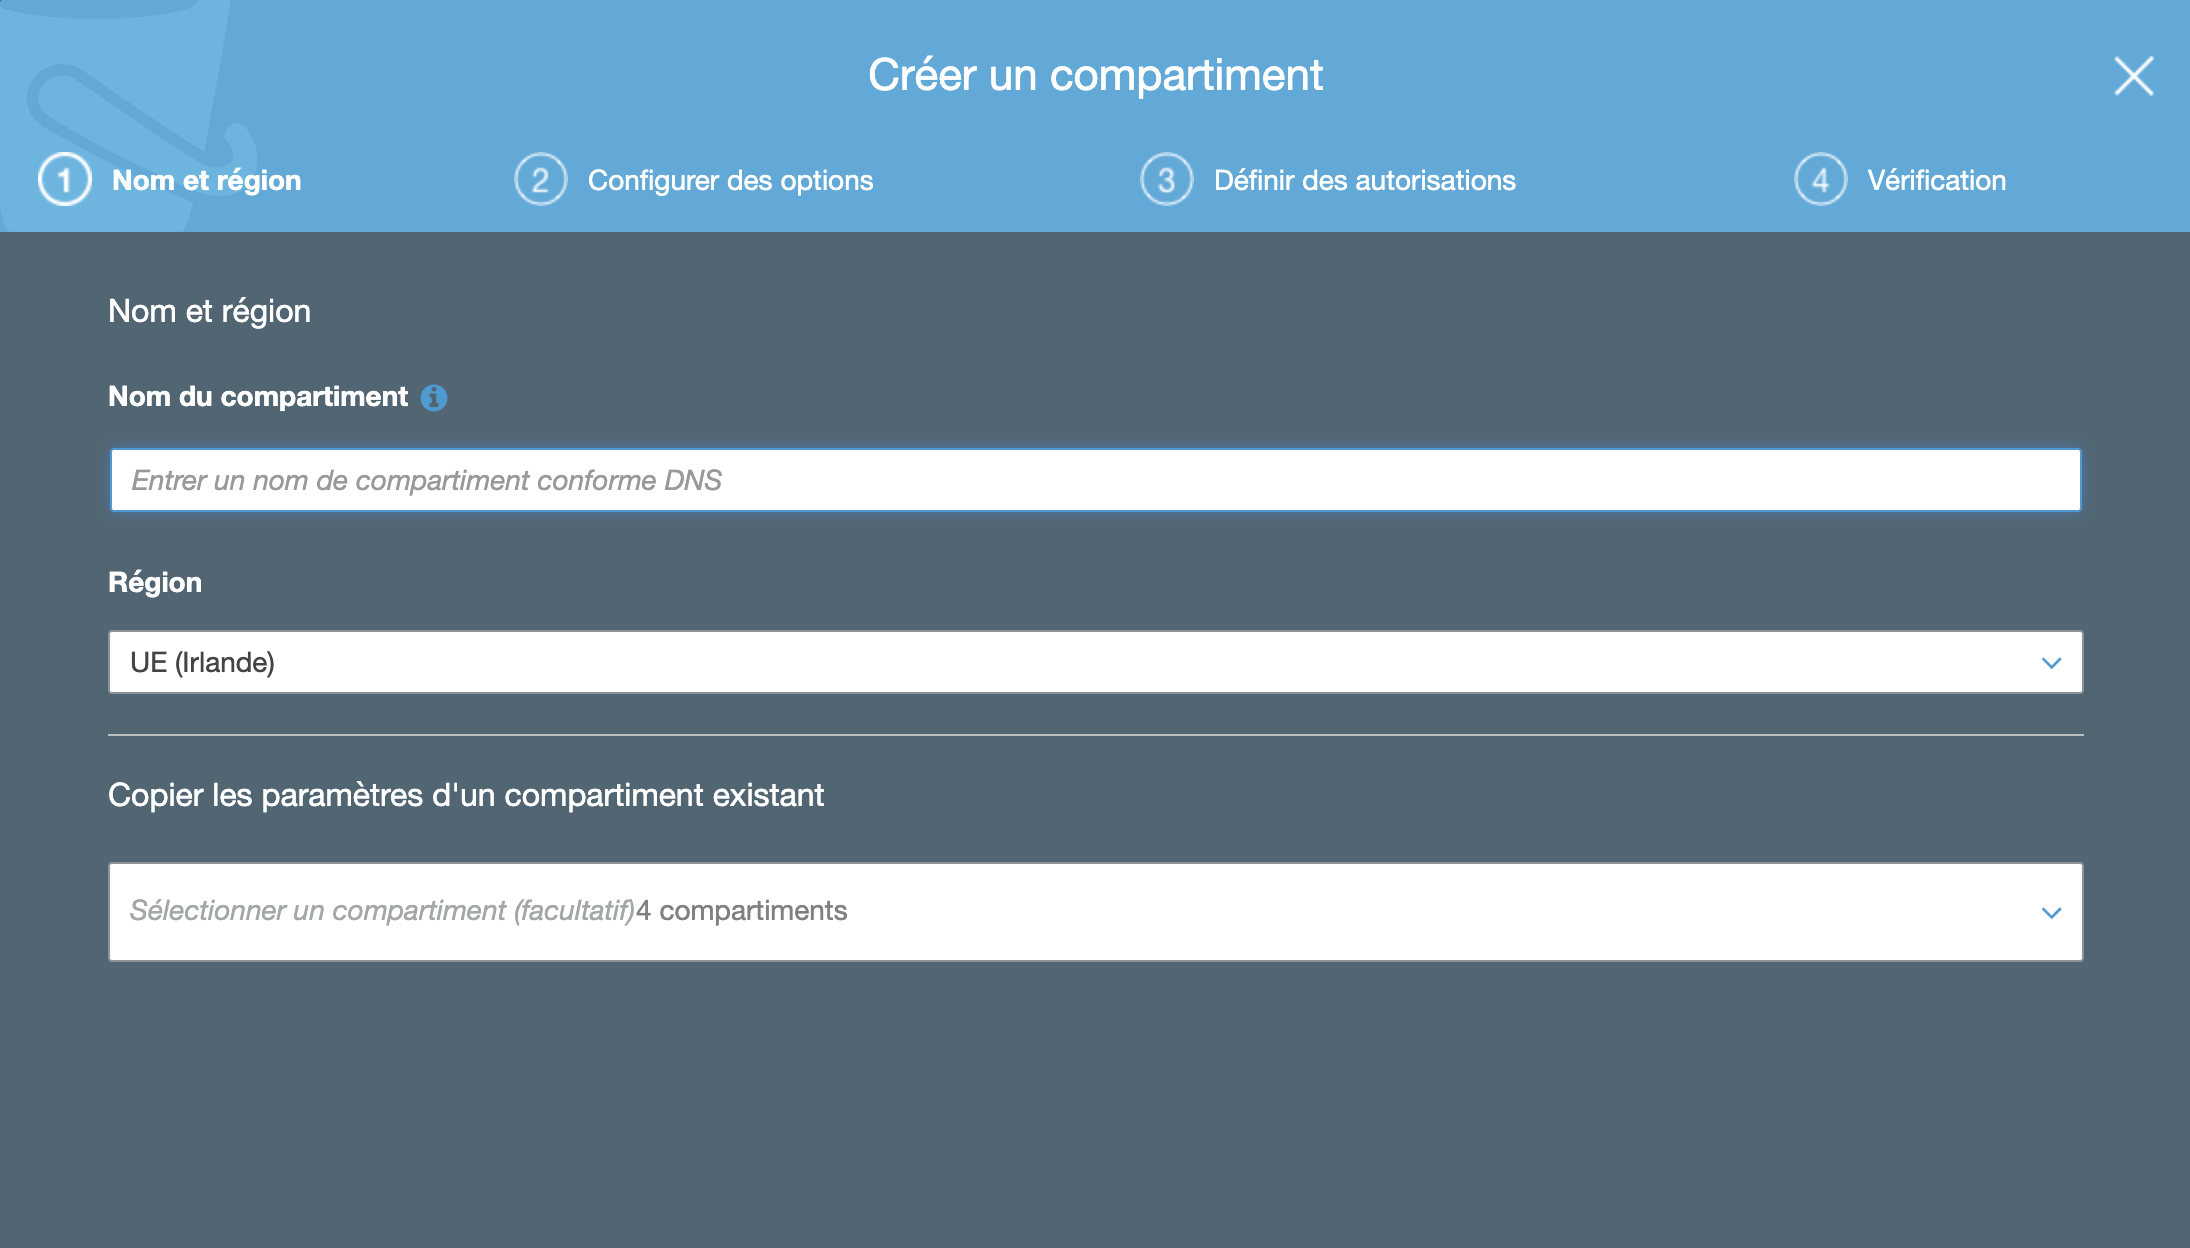 Créer un compartiment
1 Nom et région 2 Configurer des options 3 Définir des autorisations 4 Vérification
Nom et région
Nom du compartiment
Entrer un nom de compartiment conforme DNS
Région
UE (Irlande)
Copier les paramètres d'un compartiment existant
Sélectionner un compartiment (facultatif)4 compartiments